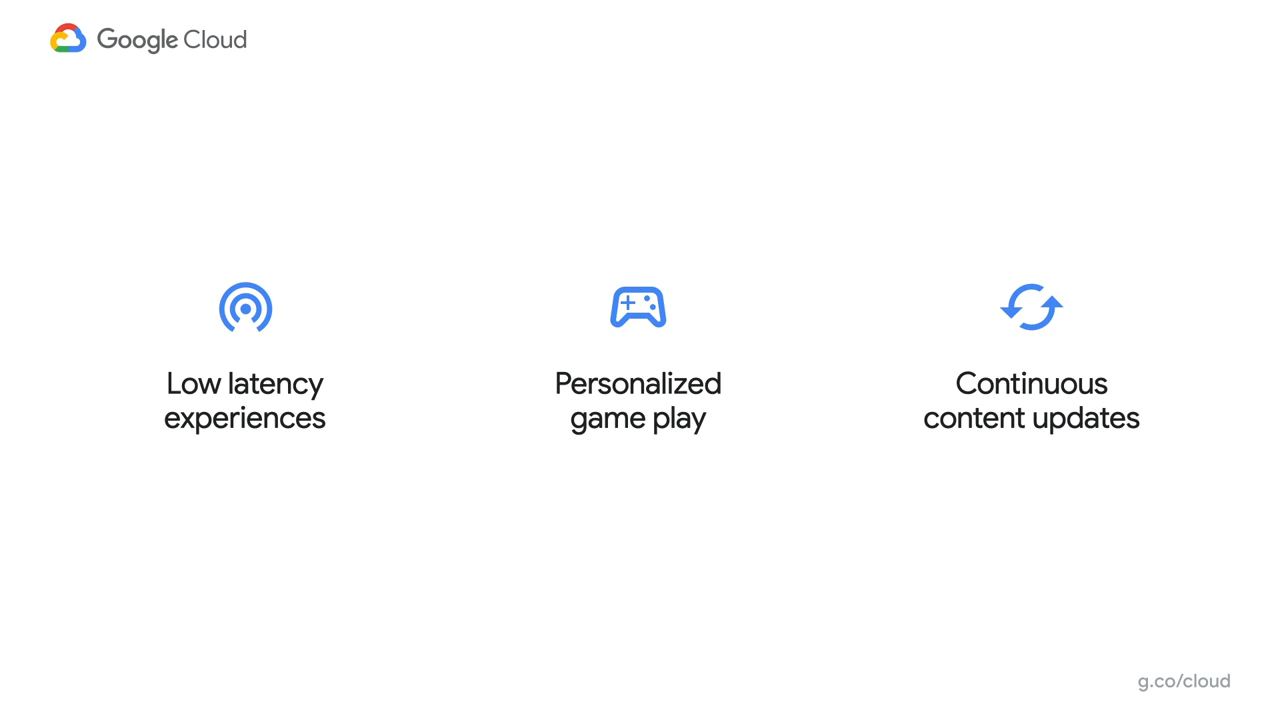 Google Cloud
Low latency
experiences
Personalized
game play
Continuous
content updates
g.co/cloud